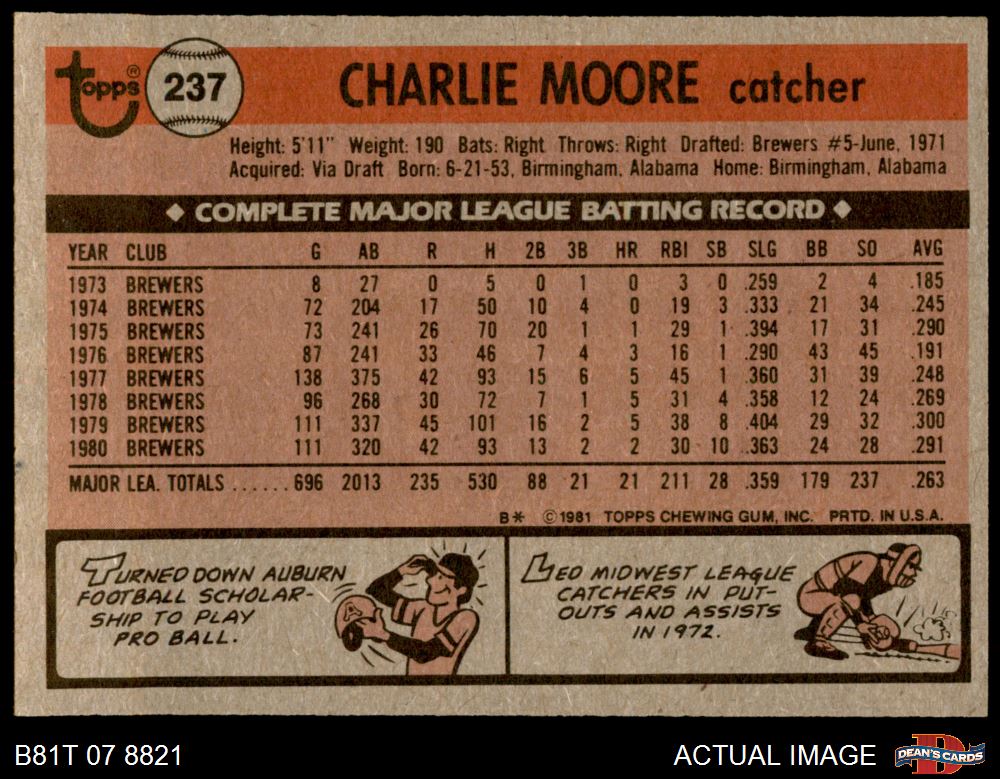 topps® 237 CHARLIE MOORE catcher
Height: 5'11" Weight: 190 Bats: Right Throws: Right Drafted: Brewers #5-June, 1971
Acquired: Via Draft Born: 6-21-53, Birmingham, Alabama Home: Birmingham, Alabama
◆ COMPLETE MAJOR LEAGUE BATTING RECORD ◆
YEAR CLUB G AB R H 2B 3B HR RBI SB SLG BB SO AVG
1973 BREWERS 8 27 0 5 0 1 0 3 0 .259 2 4 .185
1974 BREWERS 72 204 17 50 10 4 0 19 3 .333 21 34 .245
1975 BREWERS 73 241 26 70 20 1 1 29 1 .394 17 31 .290
1976 BREWERS 87 241 33 46 7 4 3 16 1 .290 43 45 .191
1977 BREWERS 138 375 42 93 15 6 5 45 1 .360 31 39 .248
1978 BREWERS 96 268 30 72 7 1 5 31 4 .358 12 24 .269
1979 BREWERS 111 337 45 101 16 2 5 38 8 .404 29 32 .300
1980 BREWERS 111 320 42 93 13 2 2 30 10 .363 24 28 .291
MAJOR LEA. TOTALS ......696 2013 235 530 88 21 21 211 28 .359 179 237 .263
B* © 1981 TOPPS CHEWING GUM, INC. PRTD. IN U.S.A.
TURNED DOWN AUBURN
FOOTBALL SCHOLAR-
SHIP TO PLAY
PRO BALL.
LED MIDWEST LEAGUE
CATCHERS IN PUT-
OUTS AND ASSISTS
IN 1972.
B81T 07 8821
ACTUAL IMAGE
DEAN'S CARDS